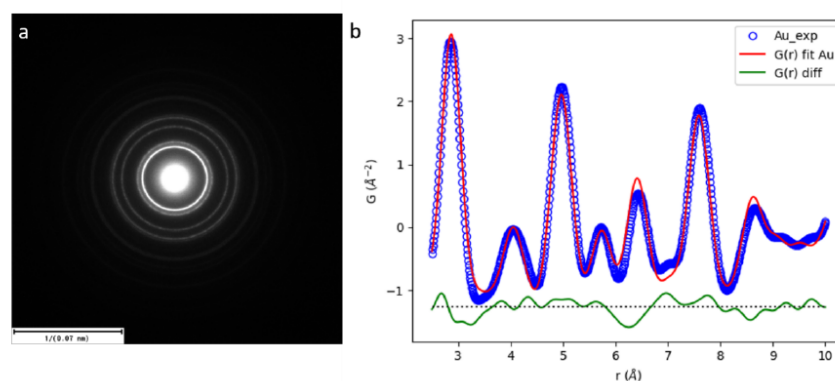 a
b
1/(0.07 nm)
Au_exp
G(r) fit Au
G(r) diff
G (Å⁻²)
3
2
1
0
−1
3
4
5
6
7
8
9
10
r (Å)